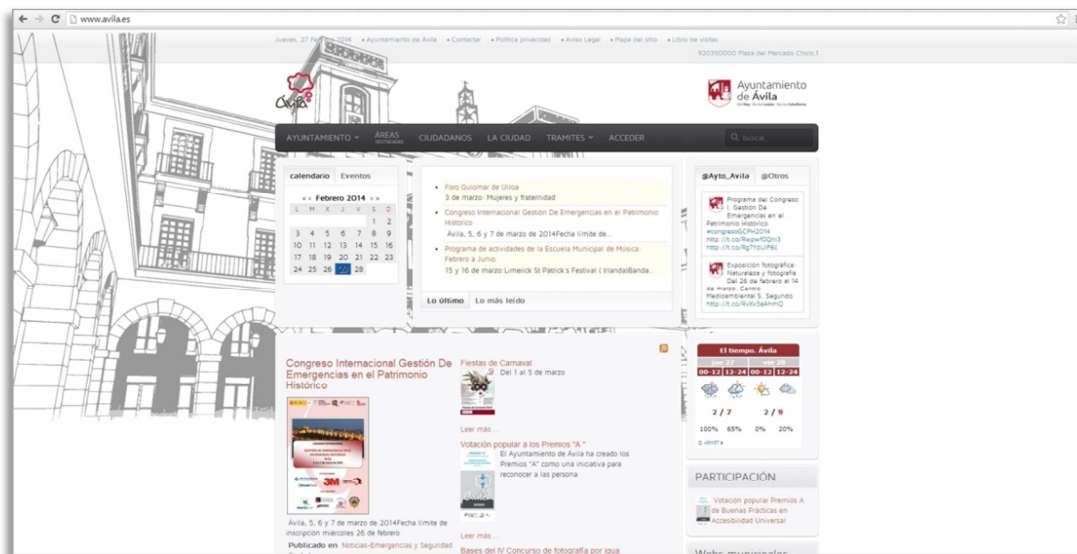 www.avila.es
Jueves, 27 Febrero 2014 • Ayuntamiento de Ávila • Contactar • Política privacidad • Aviso Legal • Mapa del sitio • Libro de visitas
920350000 Plaza del Mercado Chico,1
Ávila
Ayuntamiento
de Ávila
AYUNTAMIENTO
ÁREAS
DESTACADAS
CIUDADANOS
LA CIUDAD
TRAMITES
ACCEDER
buscar
calendario Eventos
« < Febrero 2014 > »
L M X J V S D
1 2
3 4 5 6 7 8 9
10 11 12 13 14 15 16
17 18 19 20 21 22 23
24 25 26 27 28
• Foro Guiomar de Ulloa
3 de marzo: Mujeres y fraternidad
• Congreso Internacional Gestión De Emergencias en el Patrimonio
Histórico
Ávila, 5, 6 y 7 de marzo de 2014Fecha límite de...
• Programa de actividades de la Escuela Municipal de Música:
Febrero a Junio
15 y 16 de marzo:Limerick St Patrick's Festival ( Irlanda)Banda...
Lo último Lo más leído
@Ayto_Avila @Otros
Programa del Congreso
I. Gestión De
Emergencias en el
Patrimonio Histórico
#congresoGCPH2014
Exposición fotográfica:
Naturaleza y fotografía
Del 26 de febrero al 14
de marzo. Centro
Medioambiental S. Segundo
Congreso Internacional Gestión De
Emergencias en el Patrimonio
Histórico
3M
Ávila, 5, 6 y 7 de marzo de 2014Fecha límite de
inscripción miércoles 26 de febrero
Publicado en Noticias-Emergencias y Seguridad
Fiestas de Carnaval
Del 1 al 5 de marzo
Leer más ...
Votación popular a los Premios "A "
El Ayuntamiento de Ávila ha creado los
Premios "A" como una iniciativa para
reconocer a las persona
Leer más ...
Bases del IV Concurso de fotografía por igua
El tiempo. Ávila
jue 27 vie 28
00-12 12-24 00-12 12-24
2 / 7 2 / 9
100% 65% 0% 20%
PARTICIPACIÓN
Votación popular Premios A
de Buenas Prácticas en
Accesibilidad Universal
Webs municipales